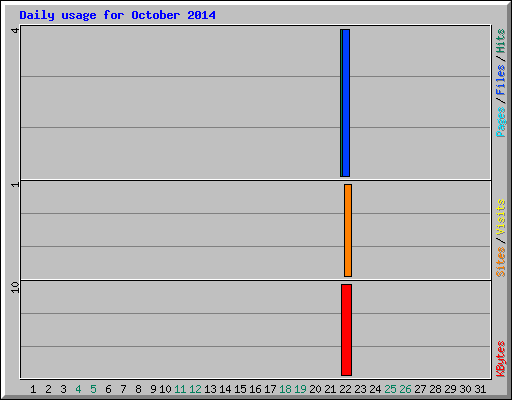 Daily usage for October 2014
4
Pages / Files / Hits
1
Sites / Visits
10
KBytes
1 2 3 4 5 6 7 8 9 10 11 12 13 14 15 16 17 18 19 20 21 22 23 24 25 26 27 28 29 30 31